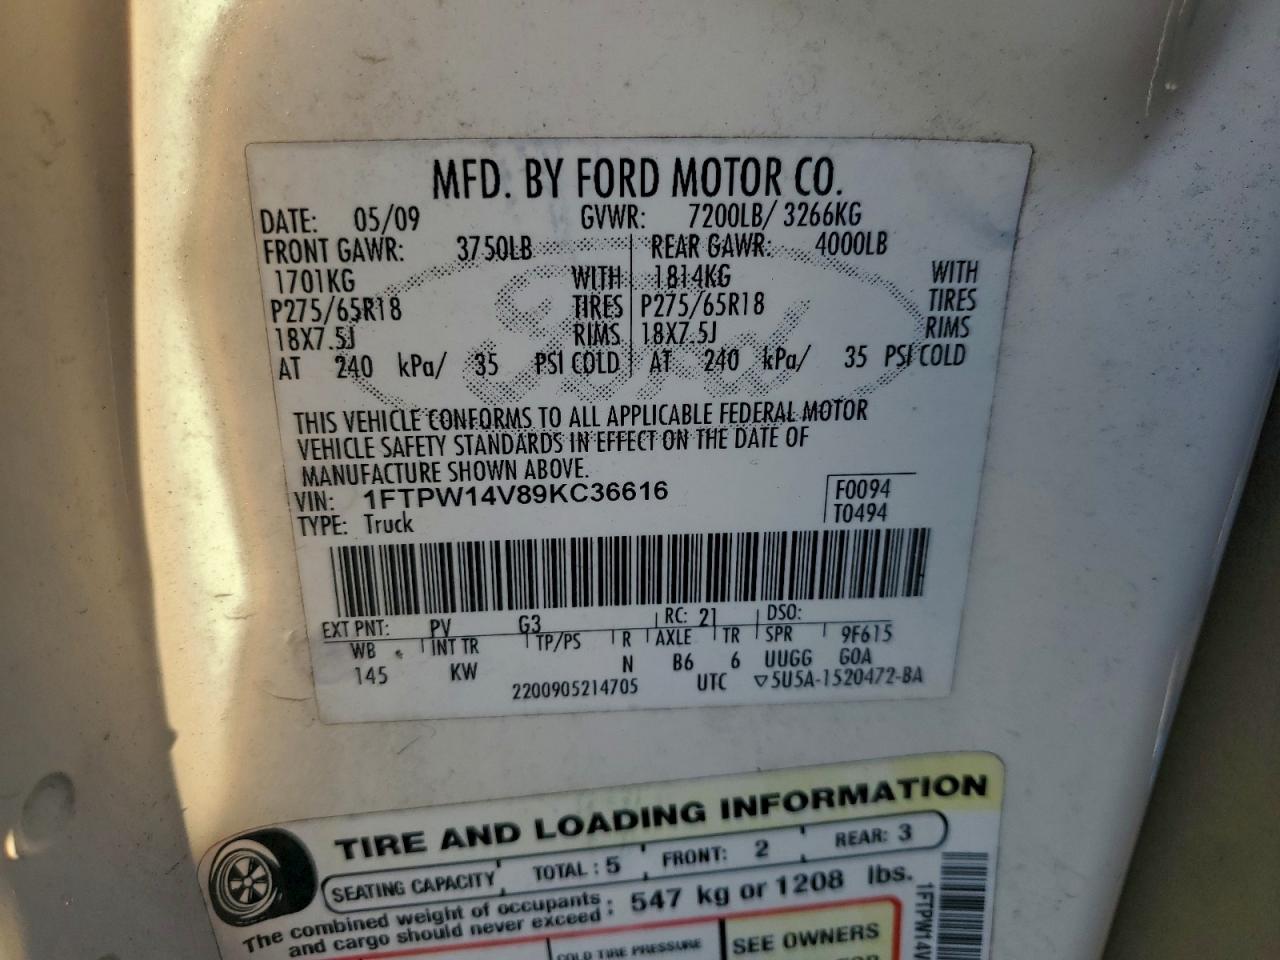 MFD. BY FORD MOTOR CO.
DATE: 05/09 GVWR: 7200LB/ 3266KG
FRONT GAWR: 3750LB REAR GAWR: 4000LB
1701KG WITH 1814KG WITH
P275/65R18 TIRES P275/65R18 TIRES
18X7.5J RIMS 18X7.5J RIMS
AT 240 kPa/ 35 PSI COLD AT 240 kPa/ 35 PSI COLD
THIS VEHICLE CONFORMS TO ALL APPLICABLE FEDERAL MOTOR
VEHICLE SAFETY STANDARDS IN EFFECT ON THE DATE OF
MANUFACTURE SHOWN ABOVE.
VIN: 1FTPW14V89KC36616 F0094
TYPE: Truck T0494
EXT PNT: PV G3 RC: 21 DSO:
WB INT TR TP/PS R AXLE TR SPR 9F615
145 KW N B6 6 UUGG GOA
2200905214705 UTC ▽5U5A-1520472-BA
TIRE AND LOADING INFORMATION
SEATING CAPACITY TOTAL : 5 FRONT: 2 REAR: 3
The combined weight of occupants
and cargo should never exceed : 547 kg or 1208 lbs.
COLD TIRE PRESSURE SEE OWNERS
1FTPW14V